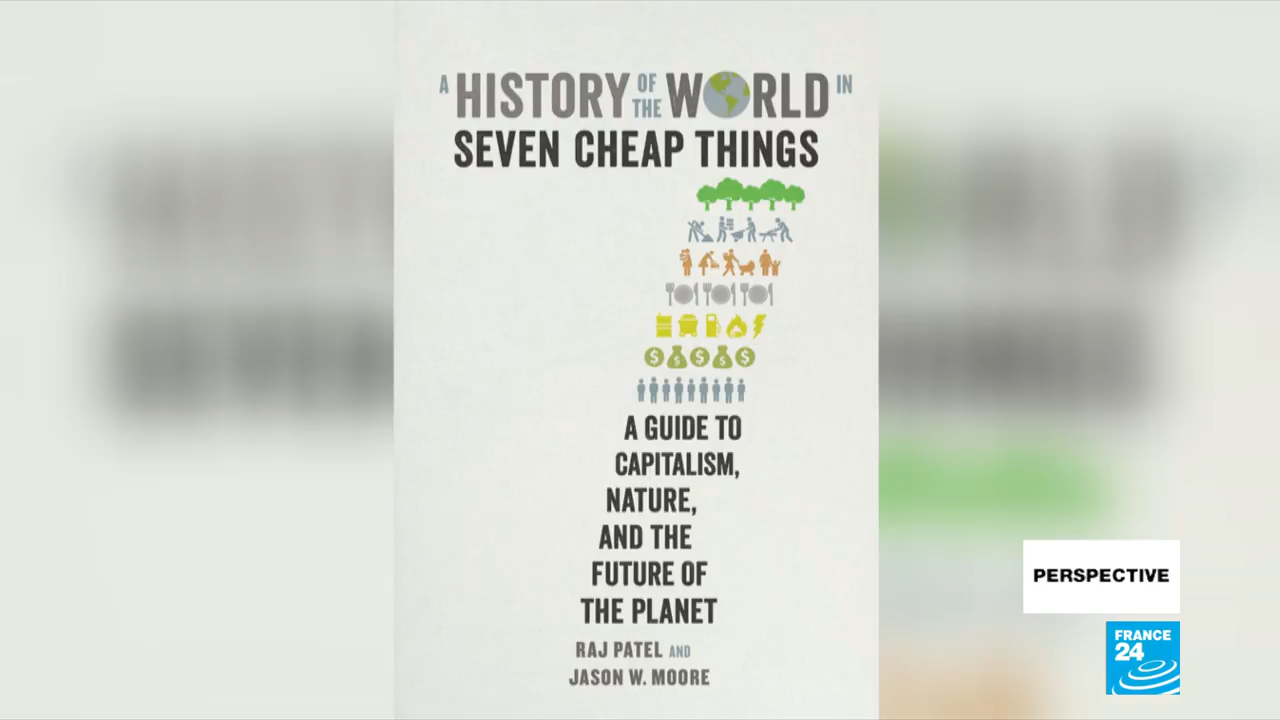 A HISTORY OF THE WORLD IN
SEVEN CHEAP THINGS
$ $ $ $ $
A GUIDE TO
CAPITALISM,
NATURE,
AND THE
FUTURE OF
THE PLANET
RAJ PATEL AND
JASON W. MOORE
PERSPECTIVE
FRANCE
24